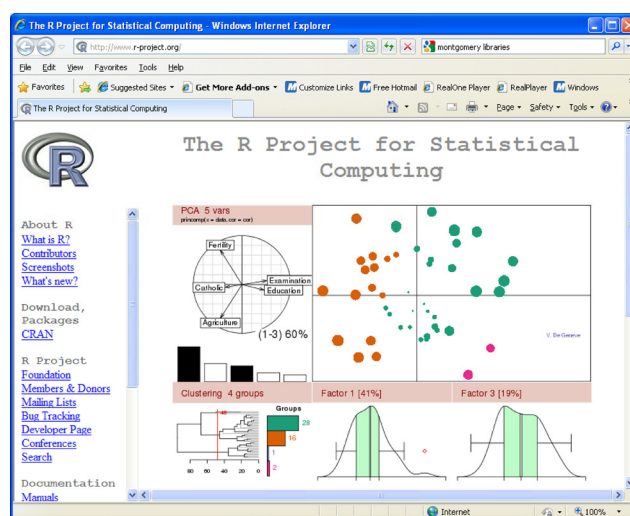 The R Project for Statistical Computing - Windows Internet Explorer
http://www.r-project.org/
montgomery libraries
File Edit View Favorites Tools Help
Favorites Suggested Sites Get More Add-ons Customize Links Free Hotmail RealOne Player RealPlayer Windows
The R Project for Statistical Computing
Page Safety Tools
R
The R Project for Statistical
Computing
About R
What is R?
Contributors
Screenshots
What's new?
Download,
Packages
CRAN
R Project
Foundation
Members & Donors
Mailing Lists
Bug Tracking
Developer Page
Conferences
Search
Documentation
Manuals
PCA 5 vars
princomp(x = data, cor = cor)
Fertility
Catholic
Examination
Education
Agriculture
(1-3) 60%
V. De Geneve
Clustering 4 groups
Factor 1 [41%]
Factor 3 [19%]
Groups
28
16
1
2
80 60 40 20 0
Internet
100%